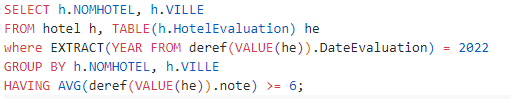 SELECT h.NOMHOTEL, h.VILLE
FROM hotel h, TABLE(h.HotelEvaluation) he
where EXTRACT(YEAR FROM deref(VALUE(he)).DateEvaluation) = 2022
GROUP BY h.NOMHOTEL, h.VILLE
HAVING AVG(deref(VALUE(he)).note) >= 6;